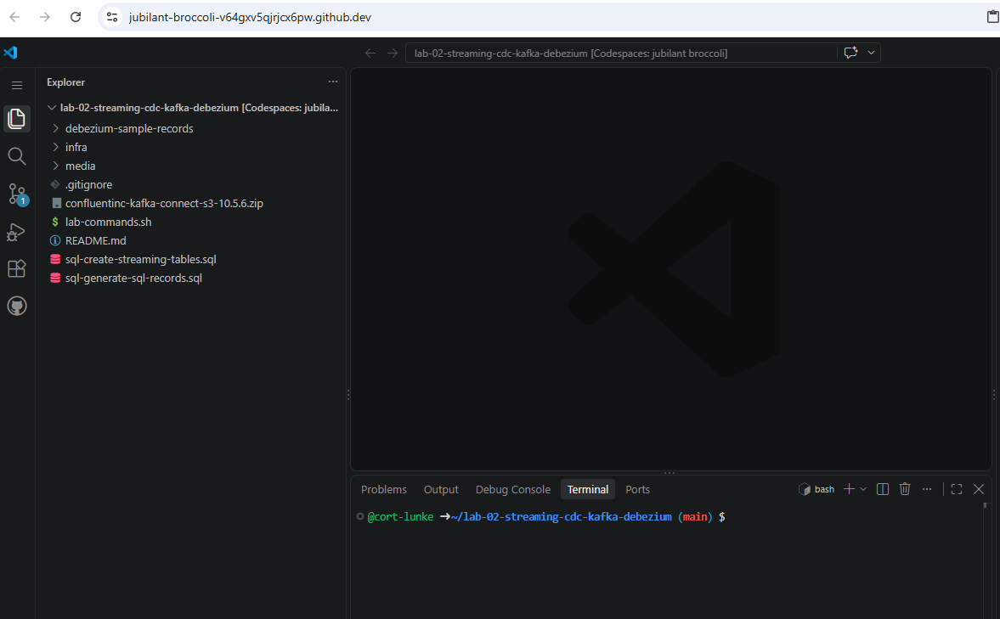 jubilant-broccoli-v64gxv5qjrjcx6pw.github.dev
lab-02-streaming-cdc-kafka-debezium [Codespaces: jubilant broccoli]
Explorer
lab-02-streaming-cdc-kafka-debezium [Codespaces: jubila...
debezium-sample-records
infra
media
.gitignore
confluentinc-kafka-connect-s3-10.5.6.zip
$ lab-commands.sh
README.md
sql-create-streaming-tables.sql
sql-generate-sql-records.sql
1
Problems Output Debug Console Terminal Ports bash
@cort-lunke ➜ ~/lab-02-streaming-cdc-kafka-debezium (main) $